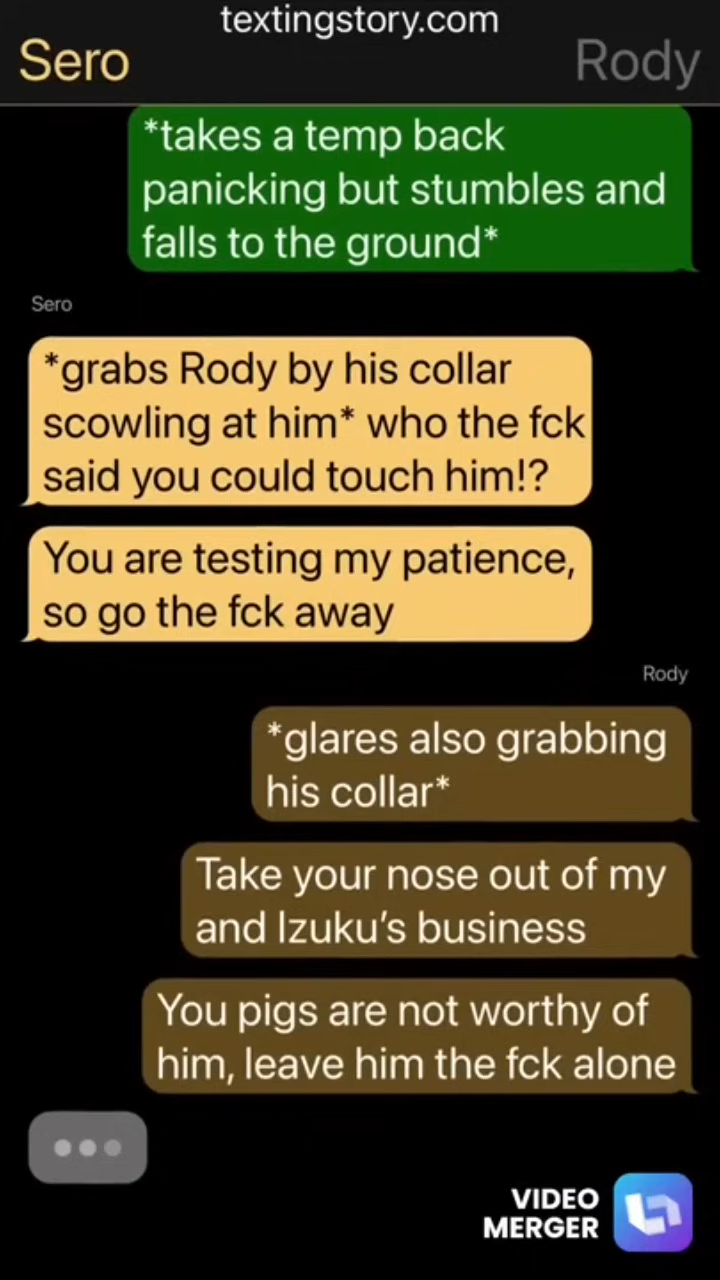 textingstory.com
Sero
Rody
*takes a temp back
panicking but stumbles and
falls to the ground*
Sero
*grabs Rody by his collar
scowling at him* who the fck
said you could touch him!?
You are testing my patience,
so go the fck away
Rody
*glares also grabbing
his collar*
Take your nose out of my
and Izuku’s business
You pigs are not worthy of
him, leave him the fck alone
VIDEO
MERGER